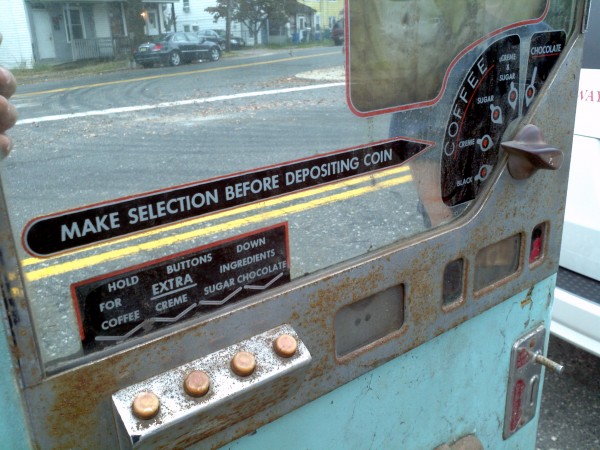 COFFEE
BLACK
CREME
SUGAR
CREME
&
SUGAR
CHOCOLATE
MAKE SELECTION BEFORE DEPOSITING COIN
HOLD BUTTONS DOWN
FOR EXTRA INGREDIENTS
COFFEE CREME SUGAR CHOCOLATE